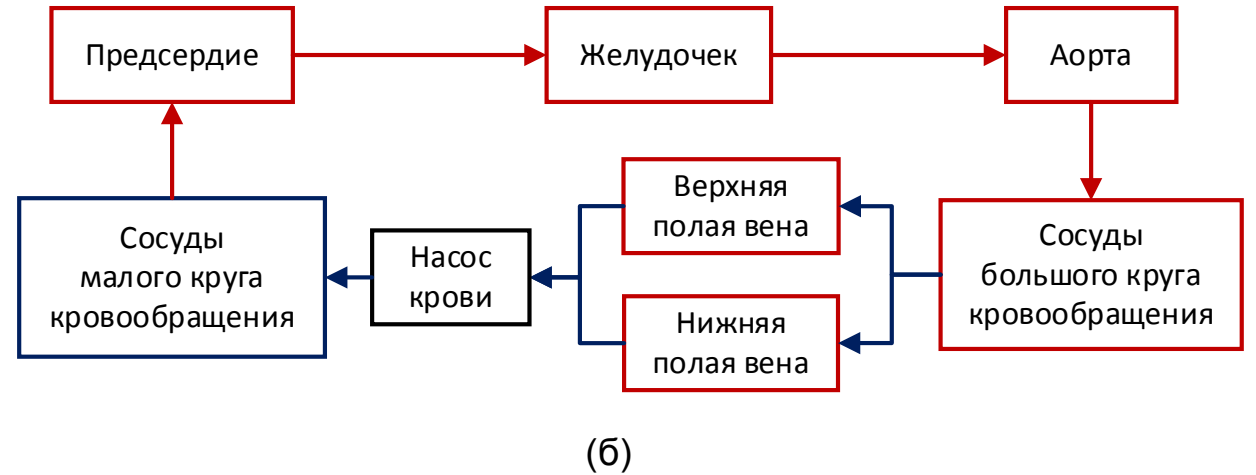 Предсердие
Желудочек
Аорта
Верхняя
полая вена
Сосуды
малого круга
кровообращения
Насос
крови
Сосуды
большого круга
кровообращения
Нижняя
полая вена
(б)